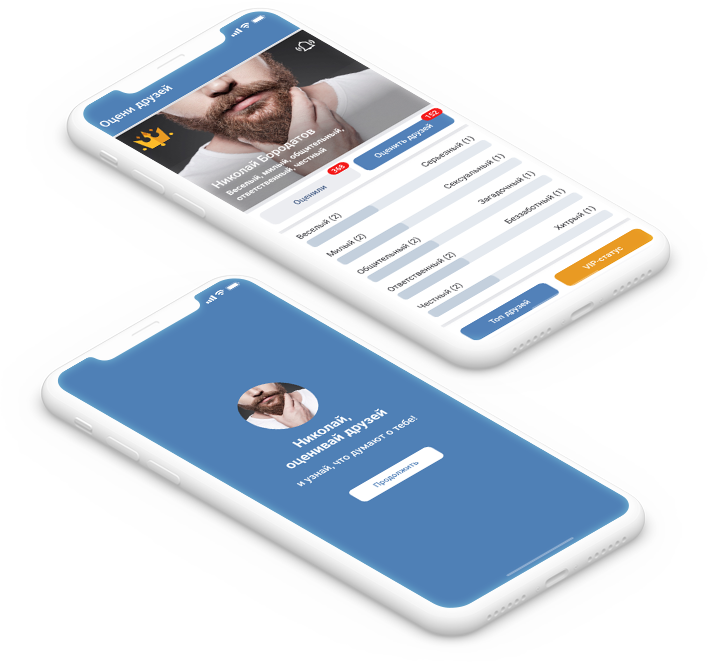 Оцени друзей
Николай Бородатов
веселый, милый, общительный,
ответственный, честный
Оценили
368
Оценить друзей
152
Веселый (2)
Серьезный (1)
Милый (2)
Сексуальный (1)
Общительный (2)
Загадочный (1)
Ответственный (2)
Беззаботный (1)
Честный (2)
Хитрый (1)
Топ друзей
VIP-статус
Николай,
оценивай друзей
и узнай, что думают о тебе!
Продолжить